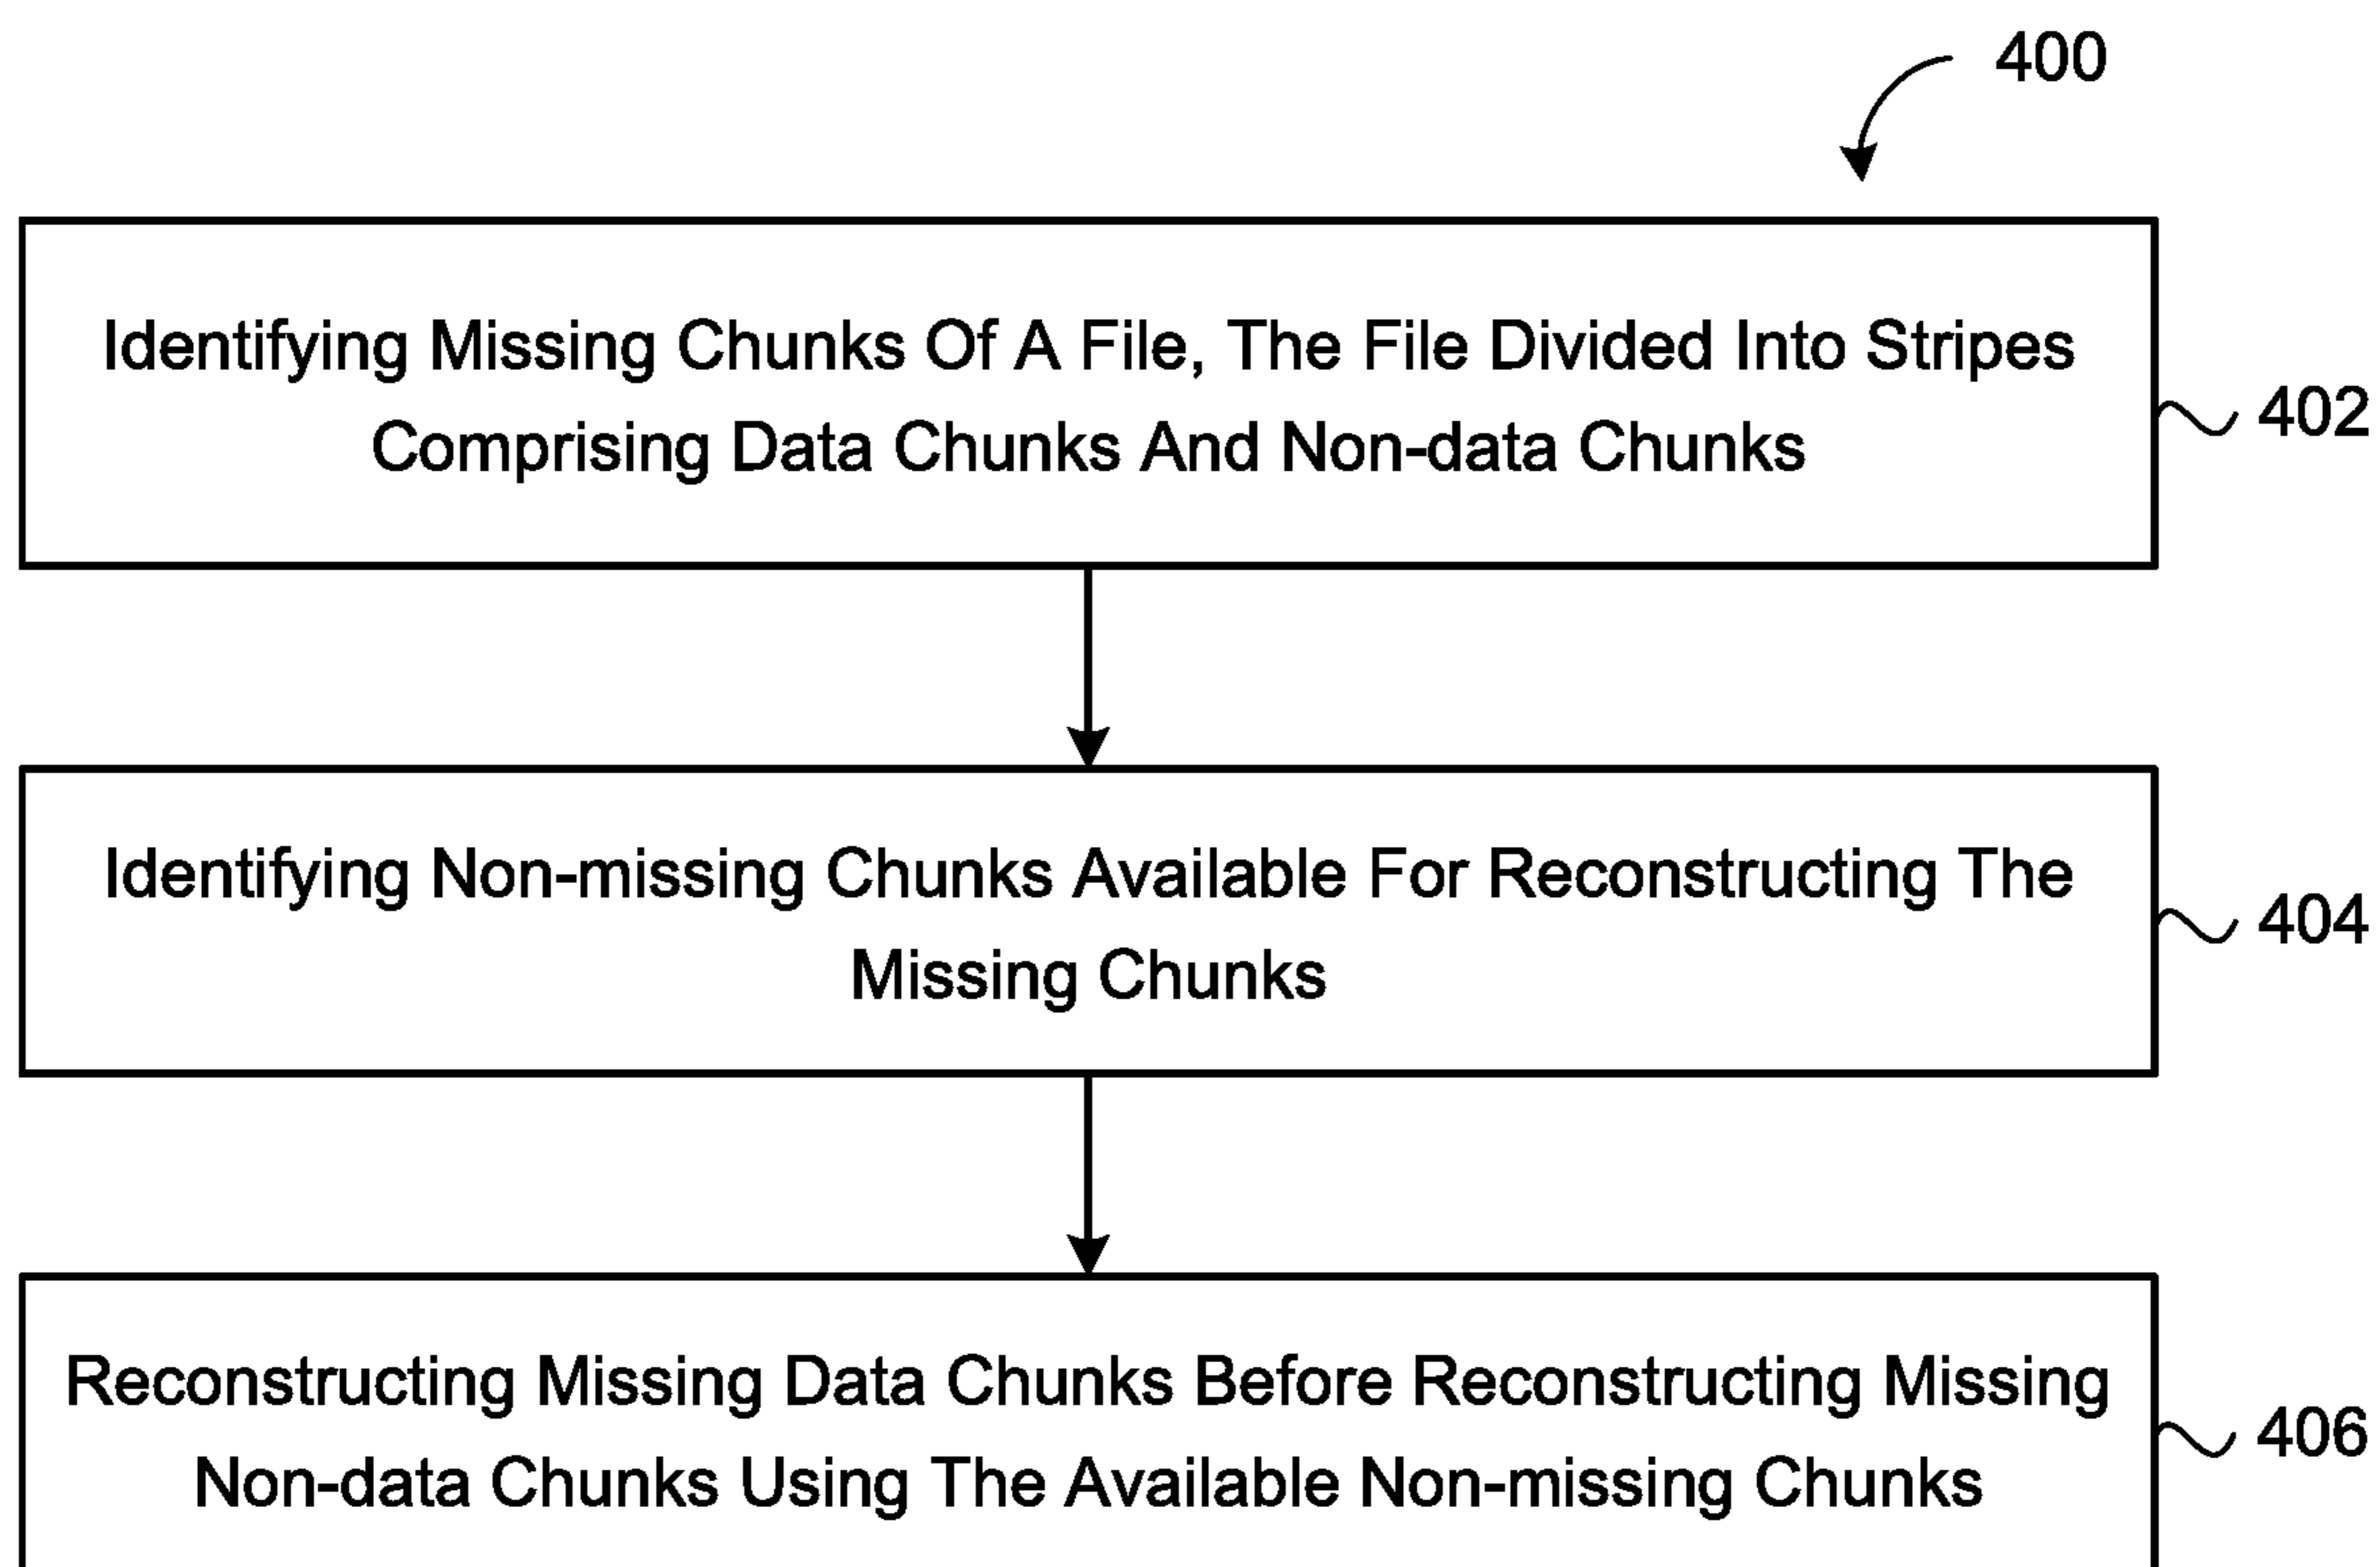 400
Identifying Missing Chunks Of A File, The File Divided Into Stripes
Comprising Data Chunks And Non-data Chunks
402
Identifying Non-missing Chunks Available For Reconstructing The
Missing Chunks
404
Reconstructing Missing Data Chunks Before Reconstructing Missing
Non-data Chunks Using The Available Non-missing Chunks
406